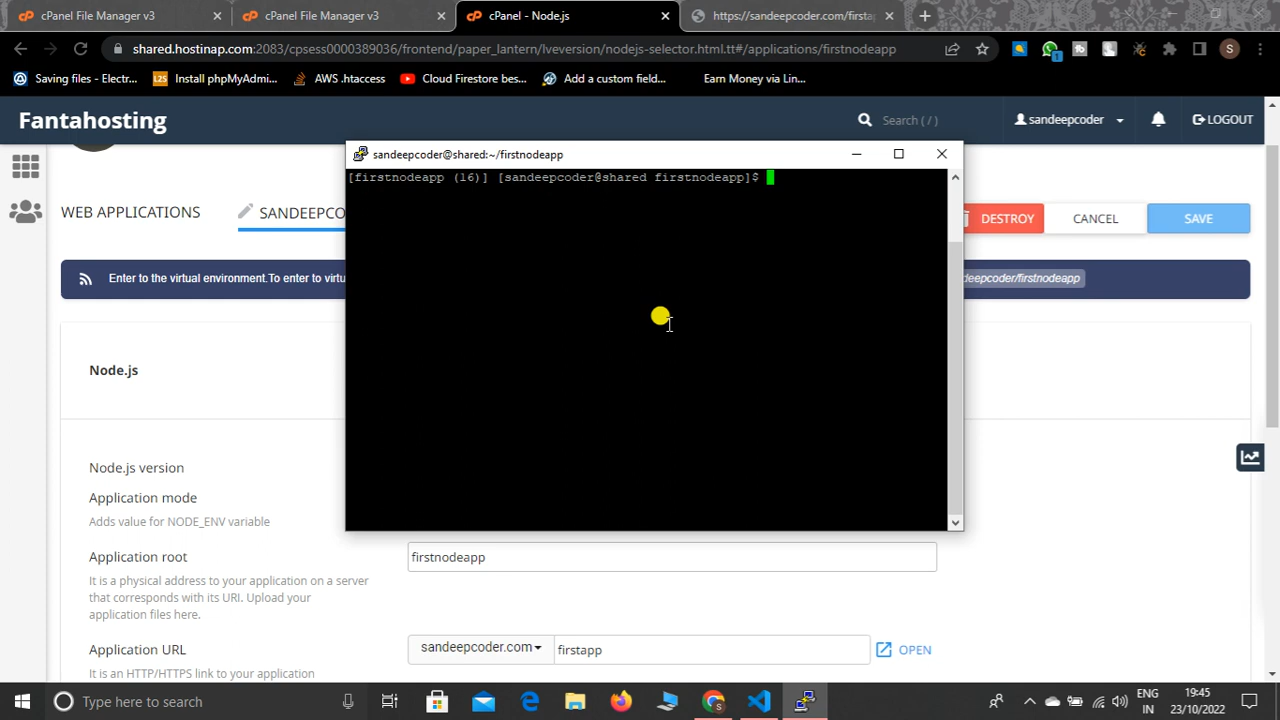 cPanel File Manager v3
cPanel File Manager v3
cPanel - Node.js
https://sandeepcoder.com/firsta
shared.hostinap.com:2083/cpsess0000389036/frontend/paper_lantern/lveversion/nodejs-selector.html.tt#/applications/firstnodeapp
S
Saving files - Electr...
Install phpMyAdmi...
AWS .htaccess
Cloud Firestore bes...
Add a custom field...
Earn Money via Lin...
Fantahosting
Search ( / )
sandeepcoder
LOGOUT
sandeepcoder@shared:~/firstnodeapp
[firstnodeapp (16)] [sandeepcoder@shared firstnodeapp]$
WEB APPLICATIONS
SANDEEPCO
DESTROY
CANCEL
SAVE
Enter to the virtual environment.To enter to virtu
deepcoder/firstnodeapp
Node.js
Node.js version
Application mode
Adds value for NODE_ENV variable
Application root
firstnodeapp
It is a physical address to your application on a server
that corresponds with its URI. Upload your
application files here.
Application URL
sandeepcoder.com
firstapp
OPEN
It is an HTTP/HTTPS link to your application
Type here to search
ENG
IN
19:45
23/10/2022